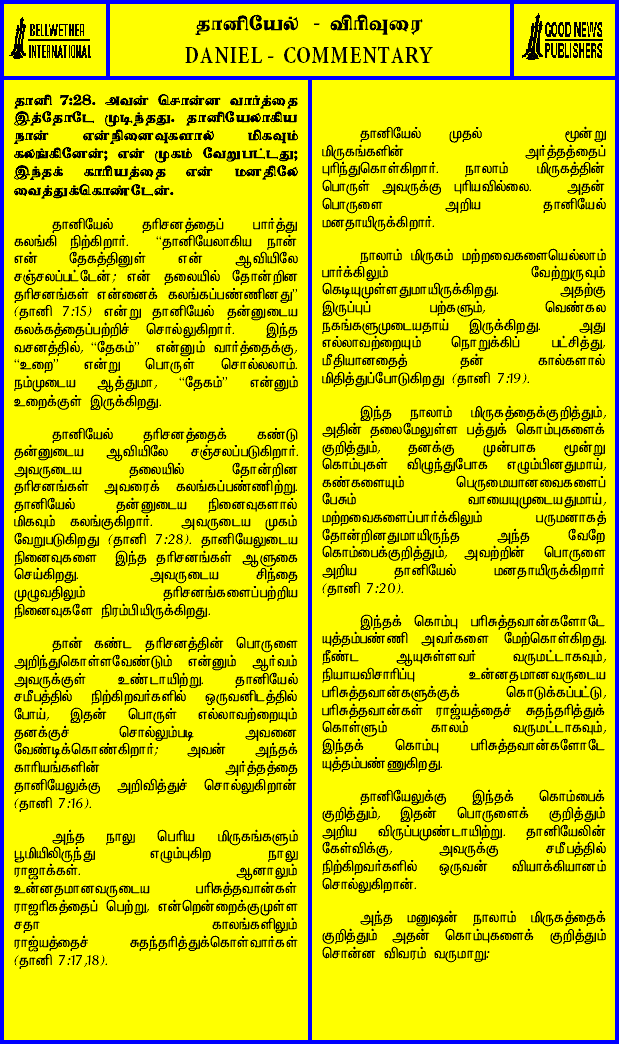 BELLWETHER
INTERNATIONAL
தானியேல் - விரிவுரை
DANIEL - COMMENTARY
GOOD NEWS
PUBLISHERS
தானி 7:28. அவன் சொன்ன வார்த்தை
இத்தோடே முடிந்தது. தானியேலாகிய
நான் என்நினைவுகளால் மிகவும்
கலங்கினேன்; என் முகம் வேறுபட்டது;
இந்தக் காரியத்தை என் மனதிலே
வைத்துக்கொண்டேன்.
தானியேல் தரிசனத்தைப் பார்த்து
கலங்கி நிற்கிறார். “தானியேலாகிய நான்
என் தேகத்தினுள் என் ஆவியிலே
சஞ்சலப்பட்டேன்; என் தலையில் தோன்றின
தரிசனங்கள் என்னைக் கலங்கப்பண்ணினது”
(தானி 7:15) என்று தானியேல் தன்னுடைய
கலக்கத்தைப்பற்றிச் சொல்லுகிறார். இந்த
வசனத்தில், “தேகம்” என்னும் வார்த்தைக்கு,
“உறை” என்று பொருள் சொல்லலாம்.
நம்முடைய ஆத்துமா, “தேகம்” என்னும்
உறைக்குள் இருக்கிறது.
தானியேல் தரிசனத்தைக் கண்டு
தன்னுடைய ஆவியிலே சஞ்சலப்படுகிறார்.
அவருடைய தலையில் தோன்றின
தரிசனங்கள் அவரைக் கலங்கப்பண்ணிற்று.
தானியேல் தன்னுடைய நினைவுகளால்
மிகவும் கலங்குகிறார். அவருடைய முகம்
வேறுபடுகிறது (தானி 7:28). தானியேலுடைய
நினைவுகளை இந்த தரிசனங்கள் ஆளுகை
செய்கிறது. அவருடைய சிந்தை
முழுவதிலும் தரிசனங்களைப்பற்றிய
நினைவுகளே நிரம்பியிருக்கிறது.
தான் கண்ட தரிசனத்தின் பொருளை
அறிந்துகொள்ளவேண்டும் என்னும் ஆர்வம்
அவருக்குள் உண்டாயிற்று. தானியேல்
சமீபத்தில் நிற்கிறவர்களில் ஒருவனிடத்தில்
போய், இதன் பொருள் எல்லாவற்றையும்
தனக்குச் சொல்லும்படி அவனை
வேண்டிக்கொண்கிறார்; அவன் அந்தக்
காரியங்களின் அர்த்தத்தை
தானியேலுக்கு அறிவித்துச் சொல்லுகிறான்
(தானி 7:16).
அந்த நாலு பெரிய மிருகங்களும்
பூமியிலிருந்து எழும்புகிற நாலு
ராஜாக்கள். ஆனாலும்
உன்னதமானவருடைய பரிசுத்தவான்கள்
ராஜரிகத்தைப் பெற்று, என்றென்றைக்குமுள்ள
சதா காலங்களிலும்
ராஜ்யத்தைச் சுதந்தரித்துக்கொள்வார்கள்
(தானி 7:17,18).
தானியேல் முதல் மூன்று
மிருகங்களின் அர்த்தத்தைப்
புரிந்துகொள்கிறார். நாலாம் மிருகத்தின்
பொருள் அவருக்கு புரியவில்லை. அதன்
பொருளை அறிய தானியேல்
மனதாயிருக்கிறார்.
நாலாம் மிருகம் மற்றவைகளையெல்லாம்
பார்க்கிலும் வேற்றுருவும்
கெடியுமுள்ளதுமாயிருக்கிறது. அதற்கு
இருப்புப் பற்களும், வெண்கல
நகங்களுமுடையதாய் இருக்கிறது. அது
எல்லாவற்றையும் நொறுக்கிப் பட்சித்து,
மீதியானதைத் தன் கால்களால்
மிதித்துப்போடுகிறது (தானி 7:19).
இந்த நாலாம் மிருகத்தைக்குறித்தும்,
அதின் தலைமேலுள்ள பத்துக் கொம்புகளைக்
குறித்தும், தனக்கு முன்பாக மூன்று
கொம்புகள் விழுந்துபோக எழும்பினதுமாய்,
கண்களையும் பெருமையானவைகளைப்
பேசும் வாயையுமுடையதுமாய்,
மற்றவைகளைப்பார்க்கிலும் பருமனாகத்
தோன்றினதுமாயிருந்த அந்த வேறே
கொம்பைக்குறித்தும், அவற்றின் பொருளை
அறிய தானியேல் மனதாயிருக்கிறார்
(தானி 7:20).
இந்தக் கொம்பு பரிசுத்தவான்களோடே
யுத்தம்பண்ணி அவர்களை மேற்கொள்கிறது.
நீண்ட ஆயுசுள்ளவர் வருமட்டாகவும்,
நியாயவிசாரிப்பு உன்னதமானவருடைய
பரிசுத்தவான்களுக்குக் கொடுக்கப்பட்டு,
பரிசுத்தவான்கள் ராஜ்யத்தைச் சுதந்தரித்துக்
கொள்ளும் காலம் வருமட்டாகவும்,
இந்தக் கொம்பு பரிசுத்தவான்களோடே
யுத்தம்பண்ணுகிறது.
தானியேலுக்கு இந்தக் கொம்பைக்
குறித்தும், இதன் பொருளைக் குறித்தும்
அறிய விருப்பமுண்டாயிற்று. தானியேலின்
கேள்விக்கு, அவருக்கு சமீபத்தில்
நிற்கிறவர்களில் ஒருவன் வியாக்கியானம்
சொல்லுகிறான்.
அந்த மனுஷன் நாலாம் மிருகத்தைக்
குறித்தும் அதன் கொம்புகளைக் குறித்தும்
சொன்ன விவரம் வருமாறு: